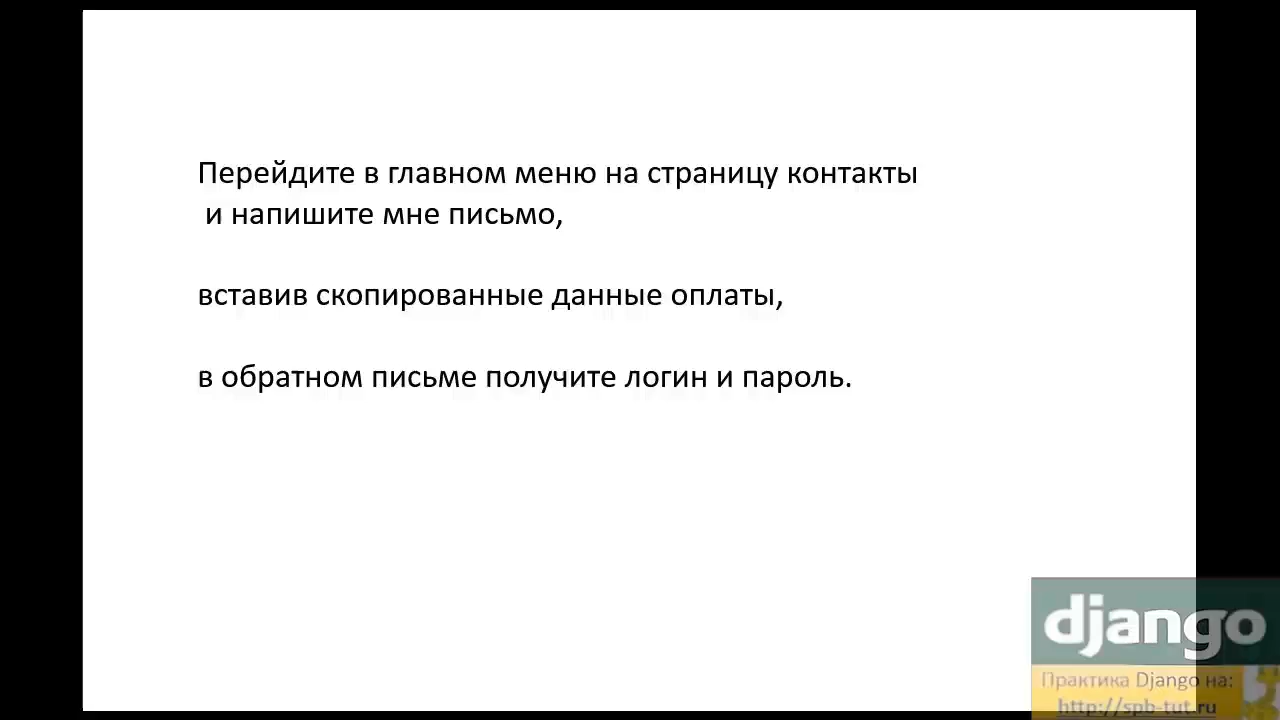 Перейдите в главном меню на страницу контакты
и напишите мне письмо,
вставив скопированные данные оплаты,
в обратном письме получите логин и пароль.
django
Практика Django на:
http://spb-tut.ru